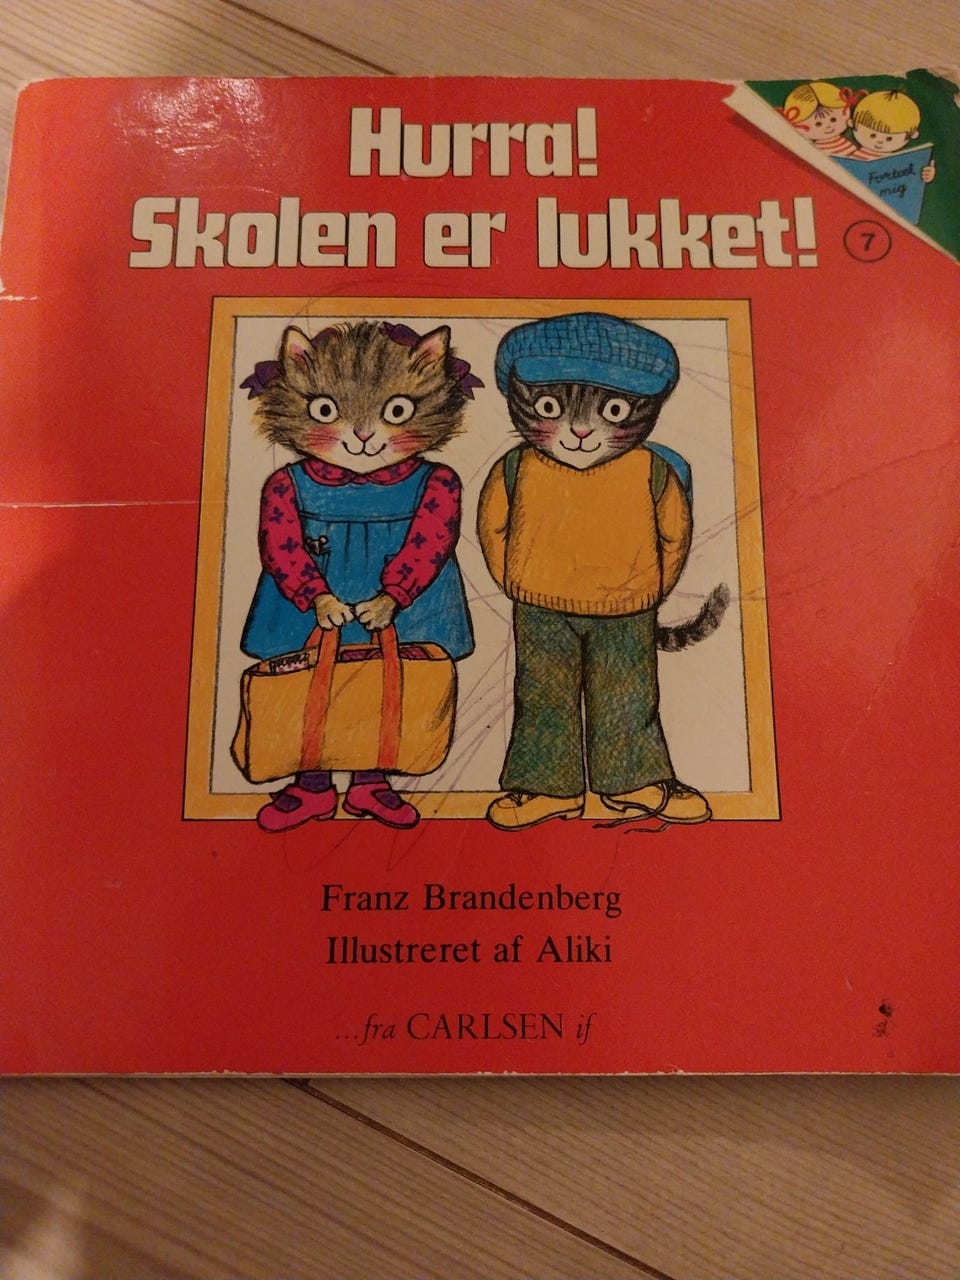 Hurra!
Skolen er lukket!
Fortæl
mig
7
Franz Brandenberg
Illustreret af Aliki
...fra CARLSEN if